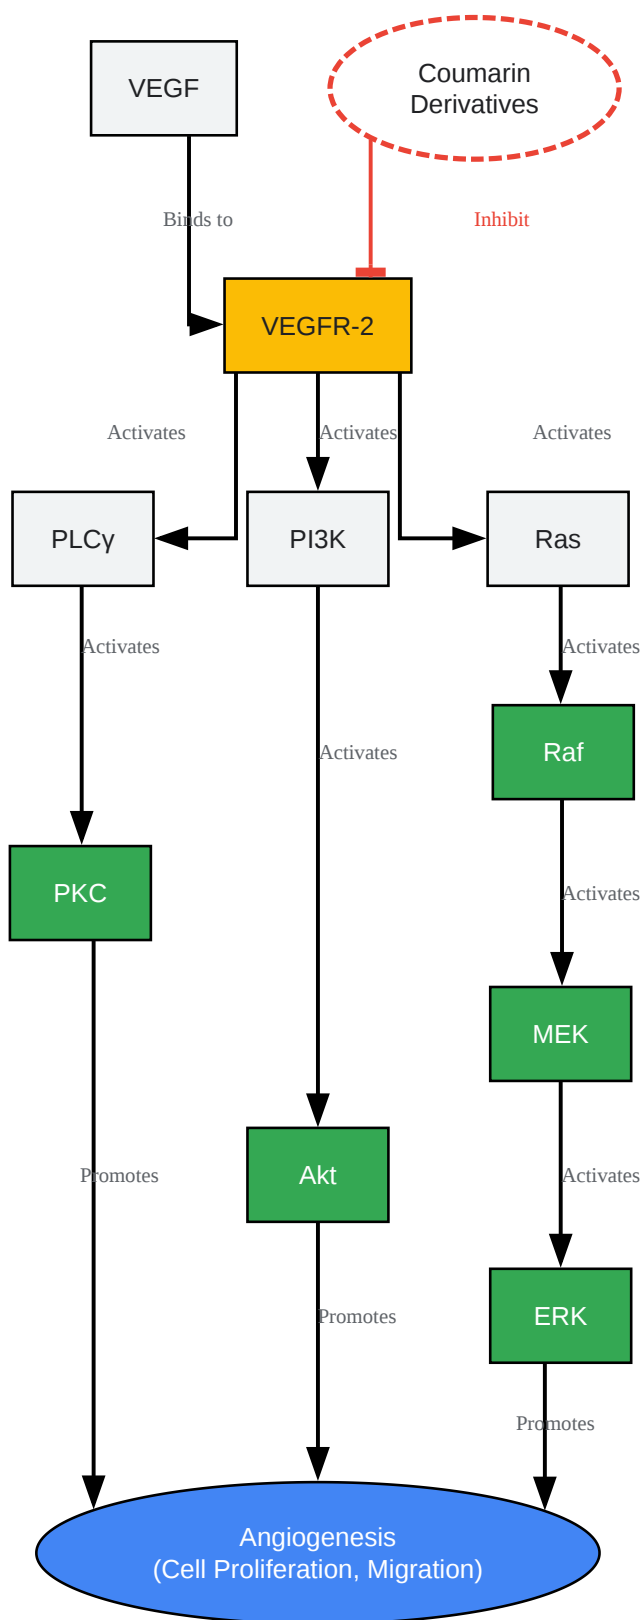 VEGF
Coumarin
Derivatives
Binds to
Inhibit
VEGFR-2
Activates
Activates
Activates
PLCγ
PI3K
Ras
Activates
Activates
Raf
Activates
PKC
Activates
MEK
Akt
Promotes
Activates
ERK
Promotes
Promotes
Angiogenesis
(Cell Proliferation, Migration)